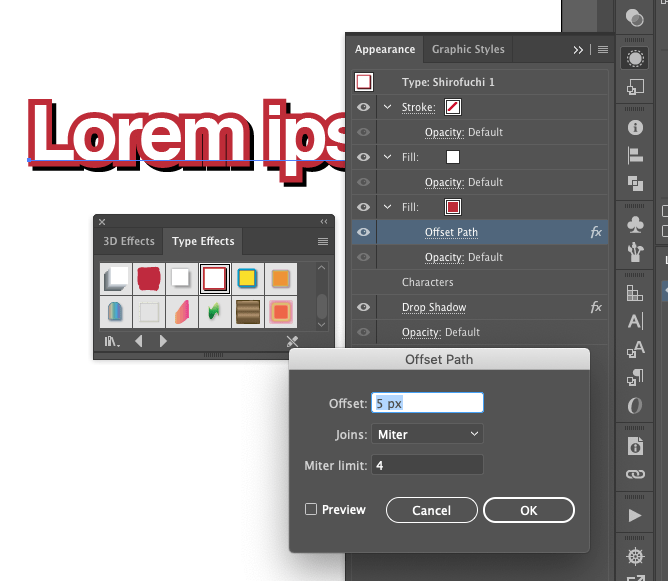 Appearance
Graphic Styles
Type: Shirofuchi 1
Stroke:
Opacity: Default
Fill:
Opacity: Default
Fill:
Offset Path
fx
Opacity: Default
Characters
Drop Shadow
fx
Opacity: Default
Lorem ips
3D Effects
Type Effects
Offset Path
Offset:
5 px
Joins:
Miter
Miter limit:
4
Preview
Cancel
OK